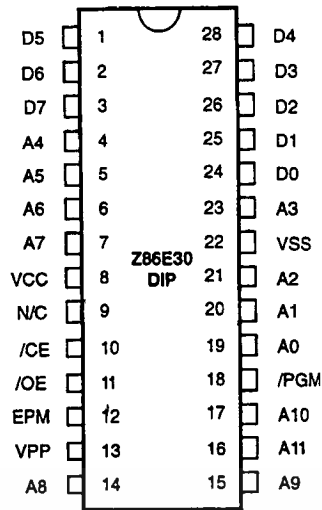 D5 1 28 D4
D6 2 27 D3
D7 3 26 D2
A4 4 25 D1
A5 5 24 D0
A6 6 23 A3
A7 7 22 VSS
Z86E30
VCC 8 21 A2
DIP
N/C 9 20 A1
/CE 10 19 A0
/OE 11 18 /PGM
EPM 12 17 A10
VPP 13 16 A11
A8 14 15 A9